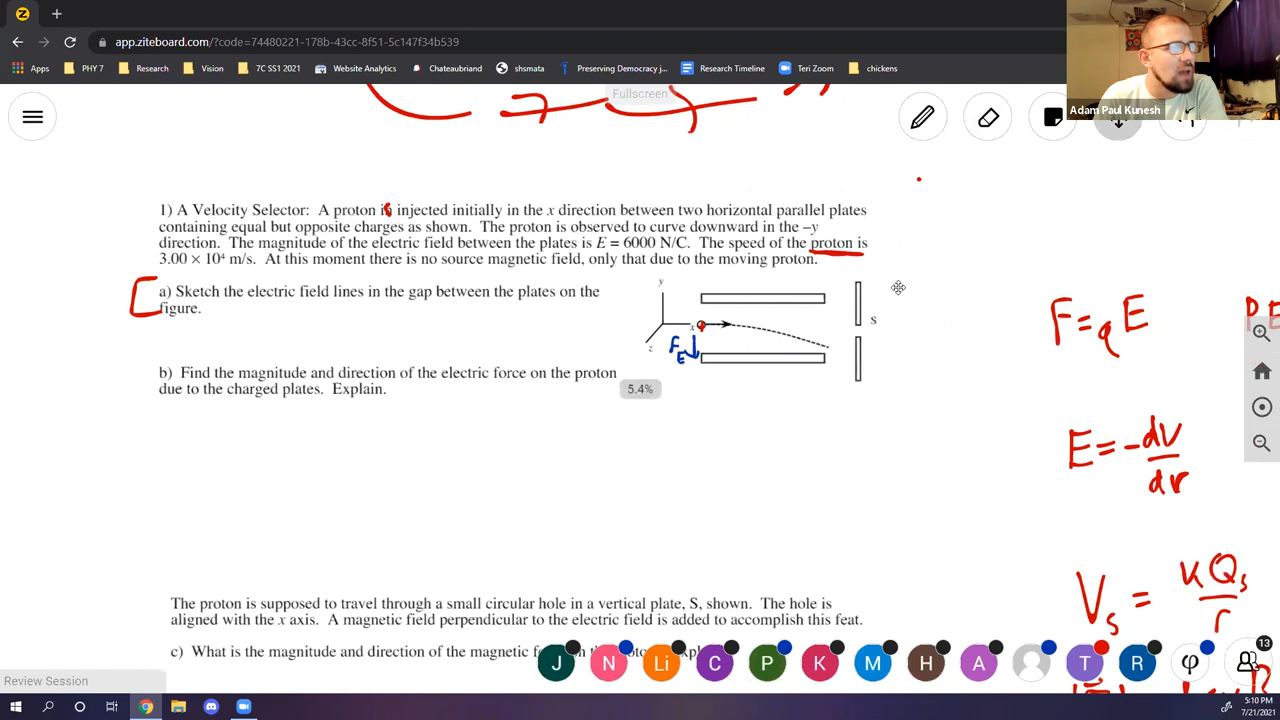 app.ziteboard.com/?code=74480221-178b-43cc-8f51-5c147f34b539
Apps
PHY 7
Research
Vision
7C SS1 2021
Website Analytics
Chateaubriand
shsmata
Preserving Democracy j...
Research Timeline
Teri Zoom
chickens
Adam Paul Kunesh
Fullscreen
1) A Velocity Selector: A proton is injected initially in the x direction between two horizontal parallel plates
containing equal but opposite charges as shown. The proton is observed to curve downward in the –y
direction. The magnitude of the electric field between the plates is E = 6000 N/C. The speed of the proton is
3.00 × 10⁴ m/s. At this moment there is no source magnetic field, only that due to the moving proton.
a) Sketch the electric field lines in the gap between the plates on the
figure.
y
x
z
S
F_E
b) Find the magnitude and direction of the electric force on the proton
due to the charged plates. Explain.
5.4%
F = qE
PE
E = -dV/dr
V_s = kQ_s/r
The proton is supposed to travel through a small circular hole in a vertical plate, S, shown. The hole is
aligned with the x axis. A magnetic field perpendicular to the electric field is added to accomplish this feat.
c) What is the magnitude and direction of the magnetic
J
N
Li
C
P
K
M
H
A
T
R
φ
13
Review Session
5:10 PM
7/21/2021